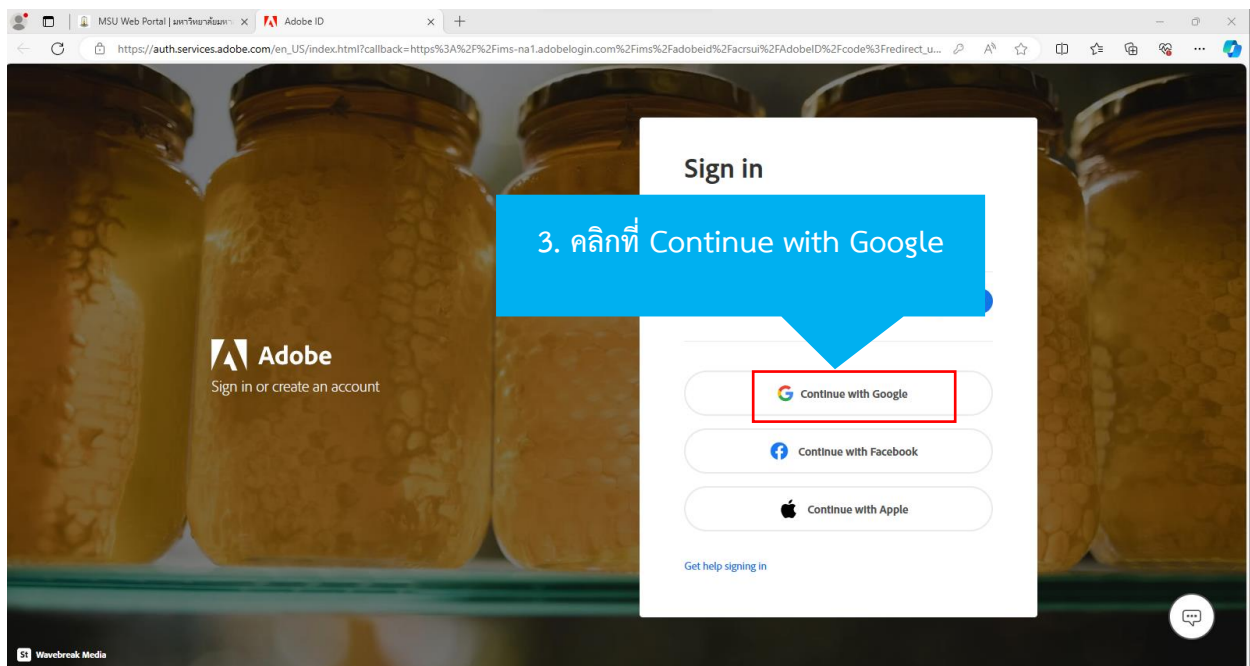 MSU Web Portal | มหาวิทยาลัยมหา
Adobe ID
https://auth.services.adobe.com/en_US/index.html?callback=https%3A%2F%2Fims-na1.adobelogin.com%2Fims%2Fadobeid%2Facrsui%2FAdobeID%2Fcode%3Fredirect_u...
Sign in
3. คลิกที่ Continue with Google
Adobe
Sign in or create an account
Continue with Google
Continue with Facebook
Continue with Apple
Get help signing in
St Wavebreak Media